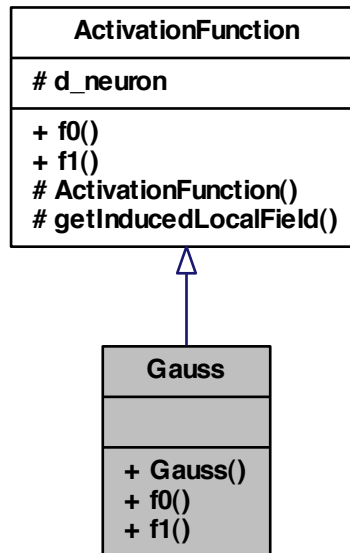 ActivationFunction
# d_neuron
+ f0()
+ f1()
# ActivationFunction()
# getInducedLocalField()
Gauss
+ Gauss()
+ f0()
+ f1()